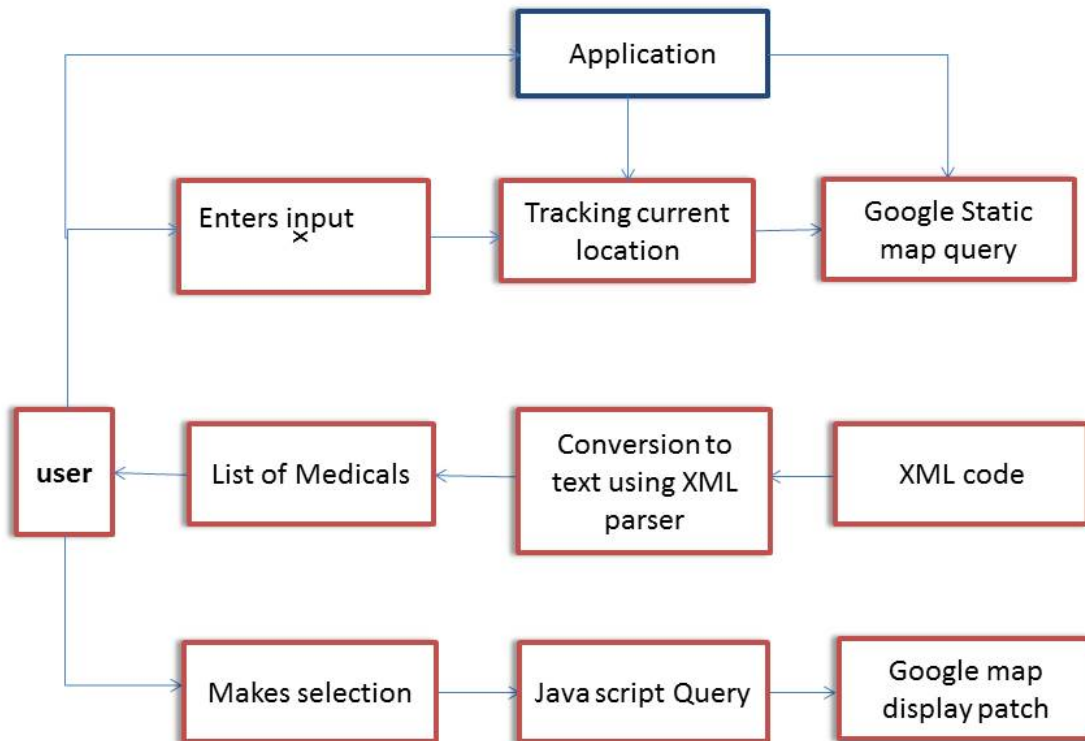 Application
Enters input
x
Tracking current
location
Google Static
map query
user
List of Medicals
Conversion to
text using XML
parser
XML code
Makes selection
Java script Query
Google map
display patch